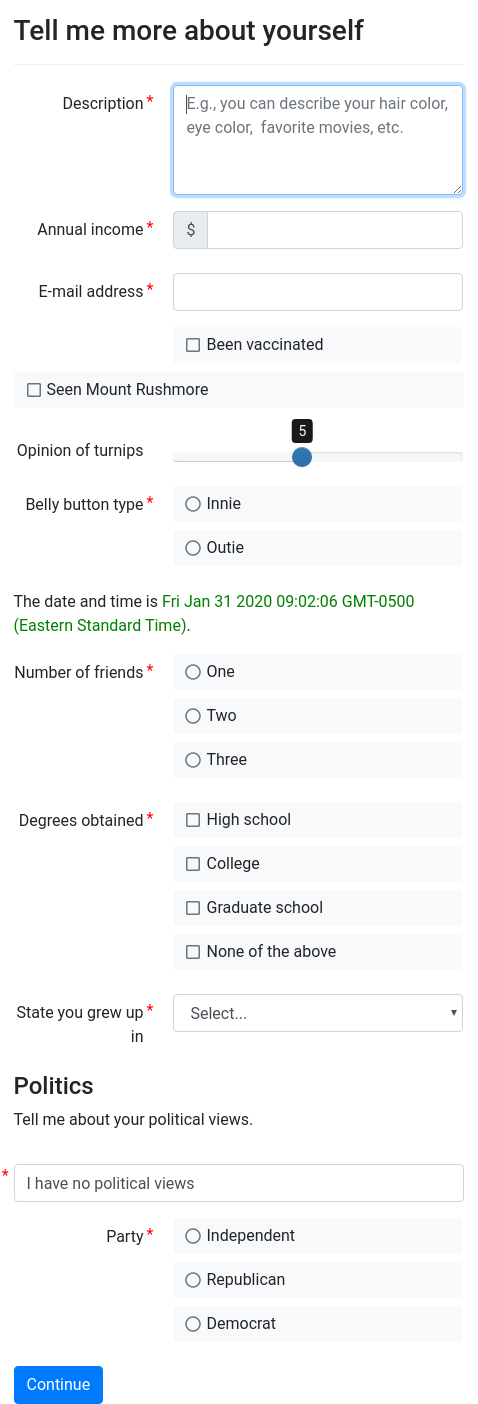 Tell me more about yourself
Description *
E.g., you can describe your hair color,
eye color,  favorite movies, etc.
Annual income *
$
E-mail address *
Been vaccinated
Seen Mount Rushmore
5
Opinion of turnips
Belly button type *
Innie
Outie
The date and time is Fri Jan 31 2020 09:02:06 GMT-0500
(Eastern Standard Time).
Number of friends *
One
Two
Three
Degrees obtained *
High school
College
Graduate school
None of the above
State you grew up *
in
Select...
Politics
Tell me about your political views.
* I have no political views
Party *
Independent
Republican
Democrat
Continue